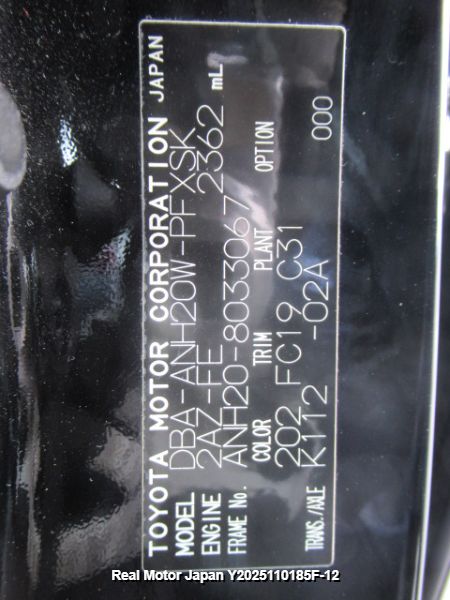 TOYOTA MOTOR CORPORATION JAPAN
MODEL DBA-ANH20W-PFXSK
ENGINE 2AZ-FE 2362 mL
FRAME No. ANH20-8033067
COLOR TRIM PLANT OPTION
202 FC19 C31 000
TRANS./AXLE K112 -02A
Real Motor Japan Y2025110185F-12